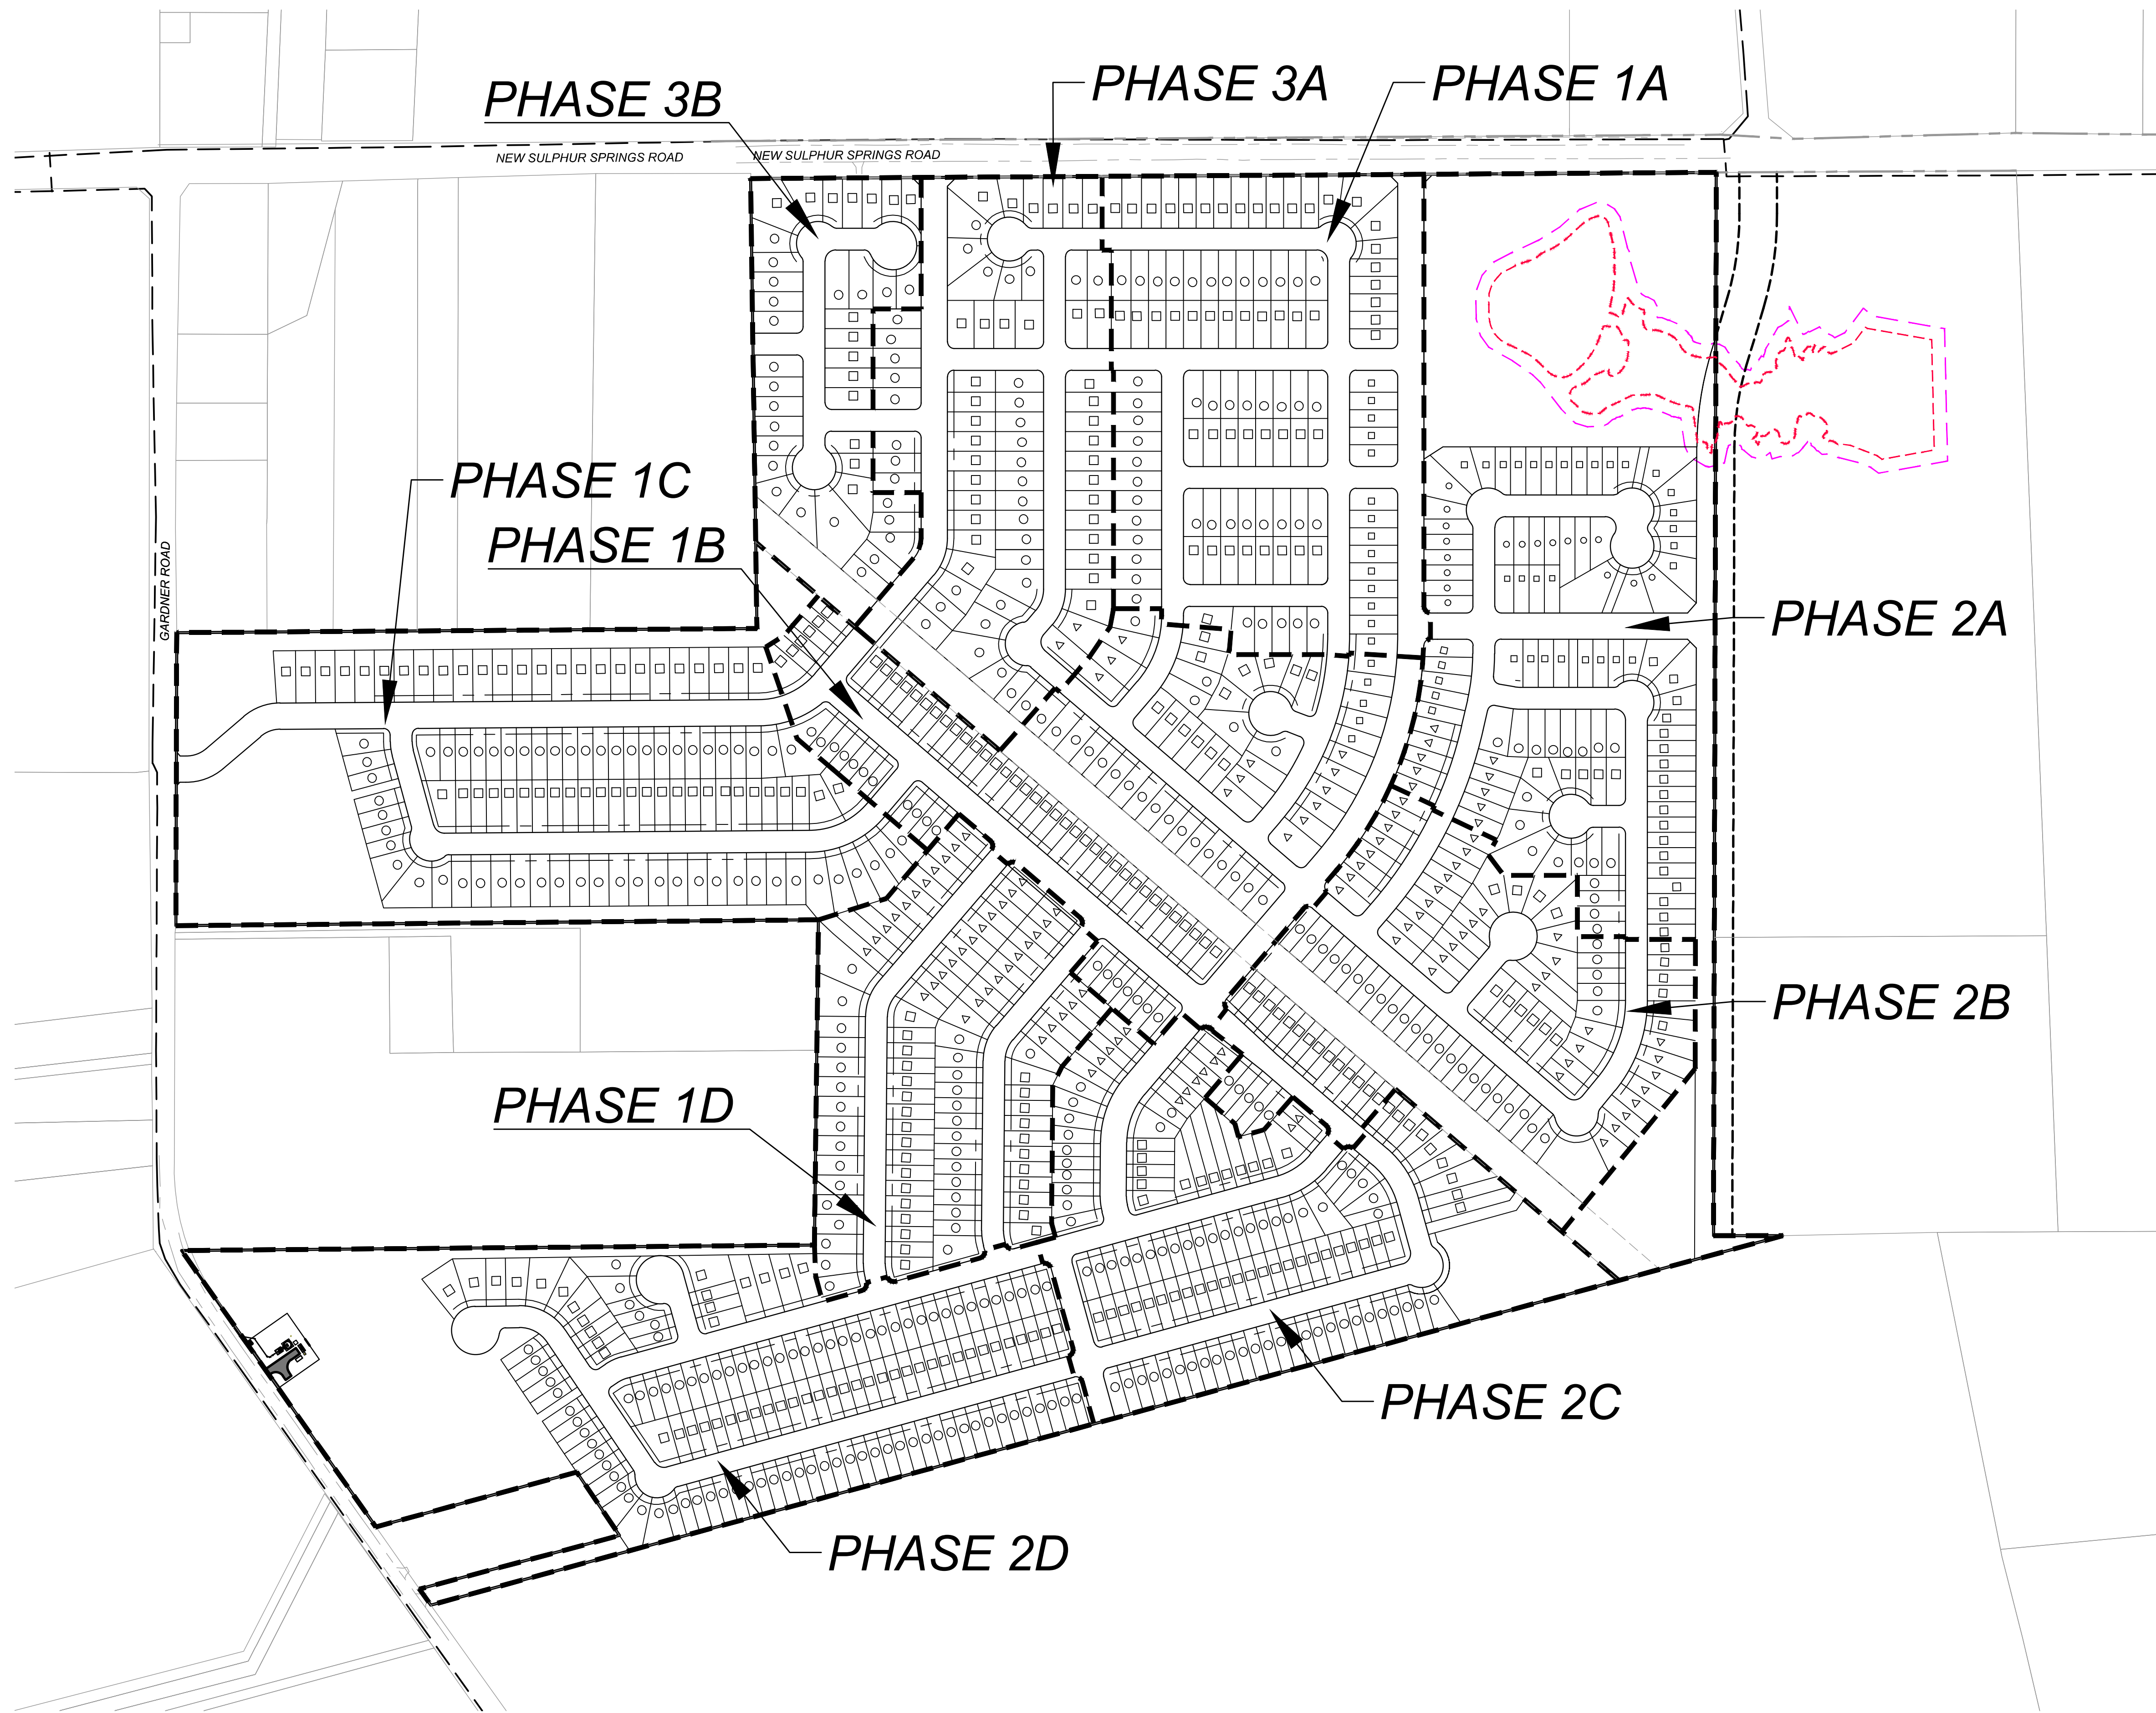 PHASE 3A
PHASE 1A
PHASE 3B
NEW SULPHUR SPRINGS ROAD
NEW SULPHUR SPRINGS ROAD
PHASE 1C
PHASE 1B
GARDNER ROAD
PHASE 2A
PHASE 2B
PHASE 1D
PHASE 2C
PHASE 2D